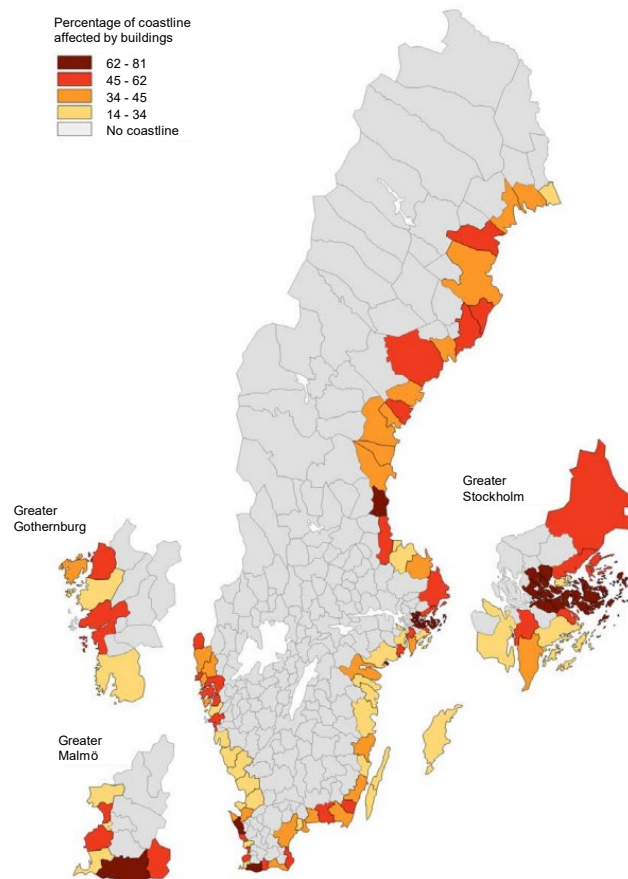 Percentage of coastline
affected by buildings
62 - 81
45 - 62
34 - 45
14 - 34
No coastline
Greater
Stockholm
Greater
Gothernburg
Greater
Malmö